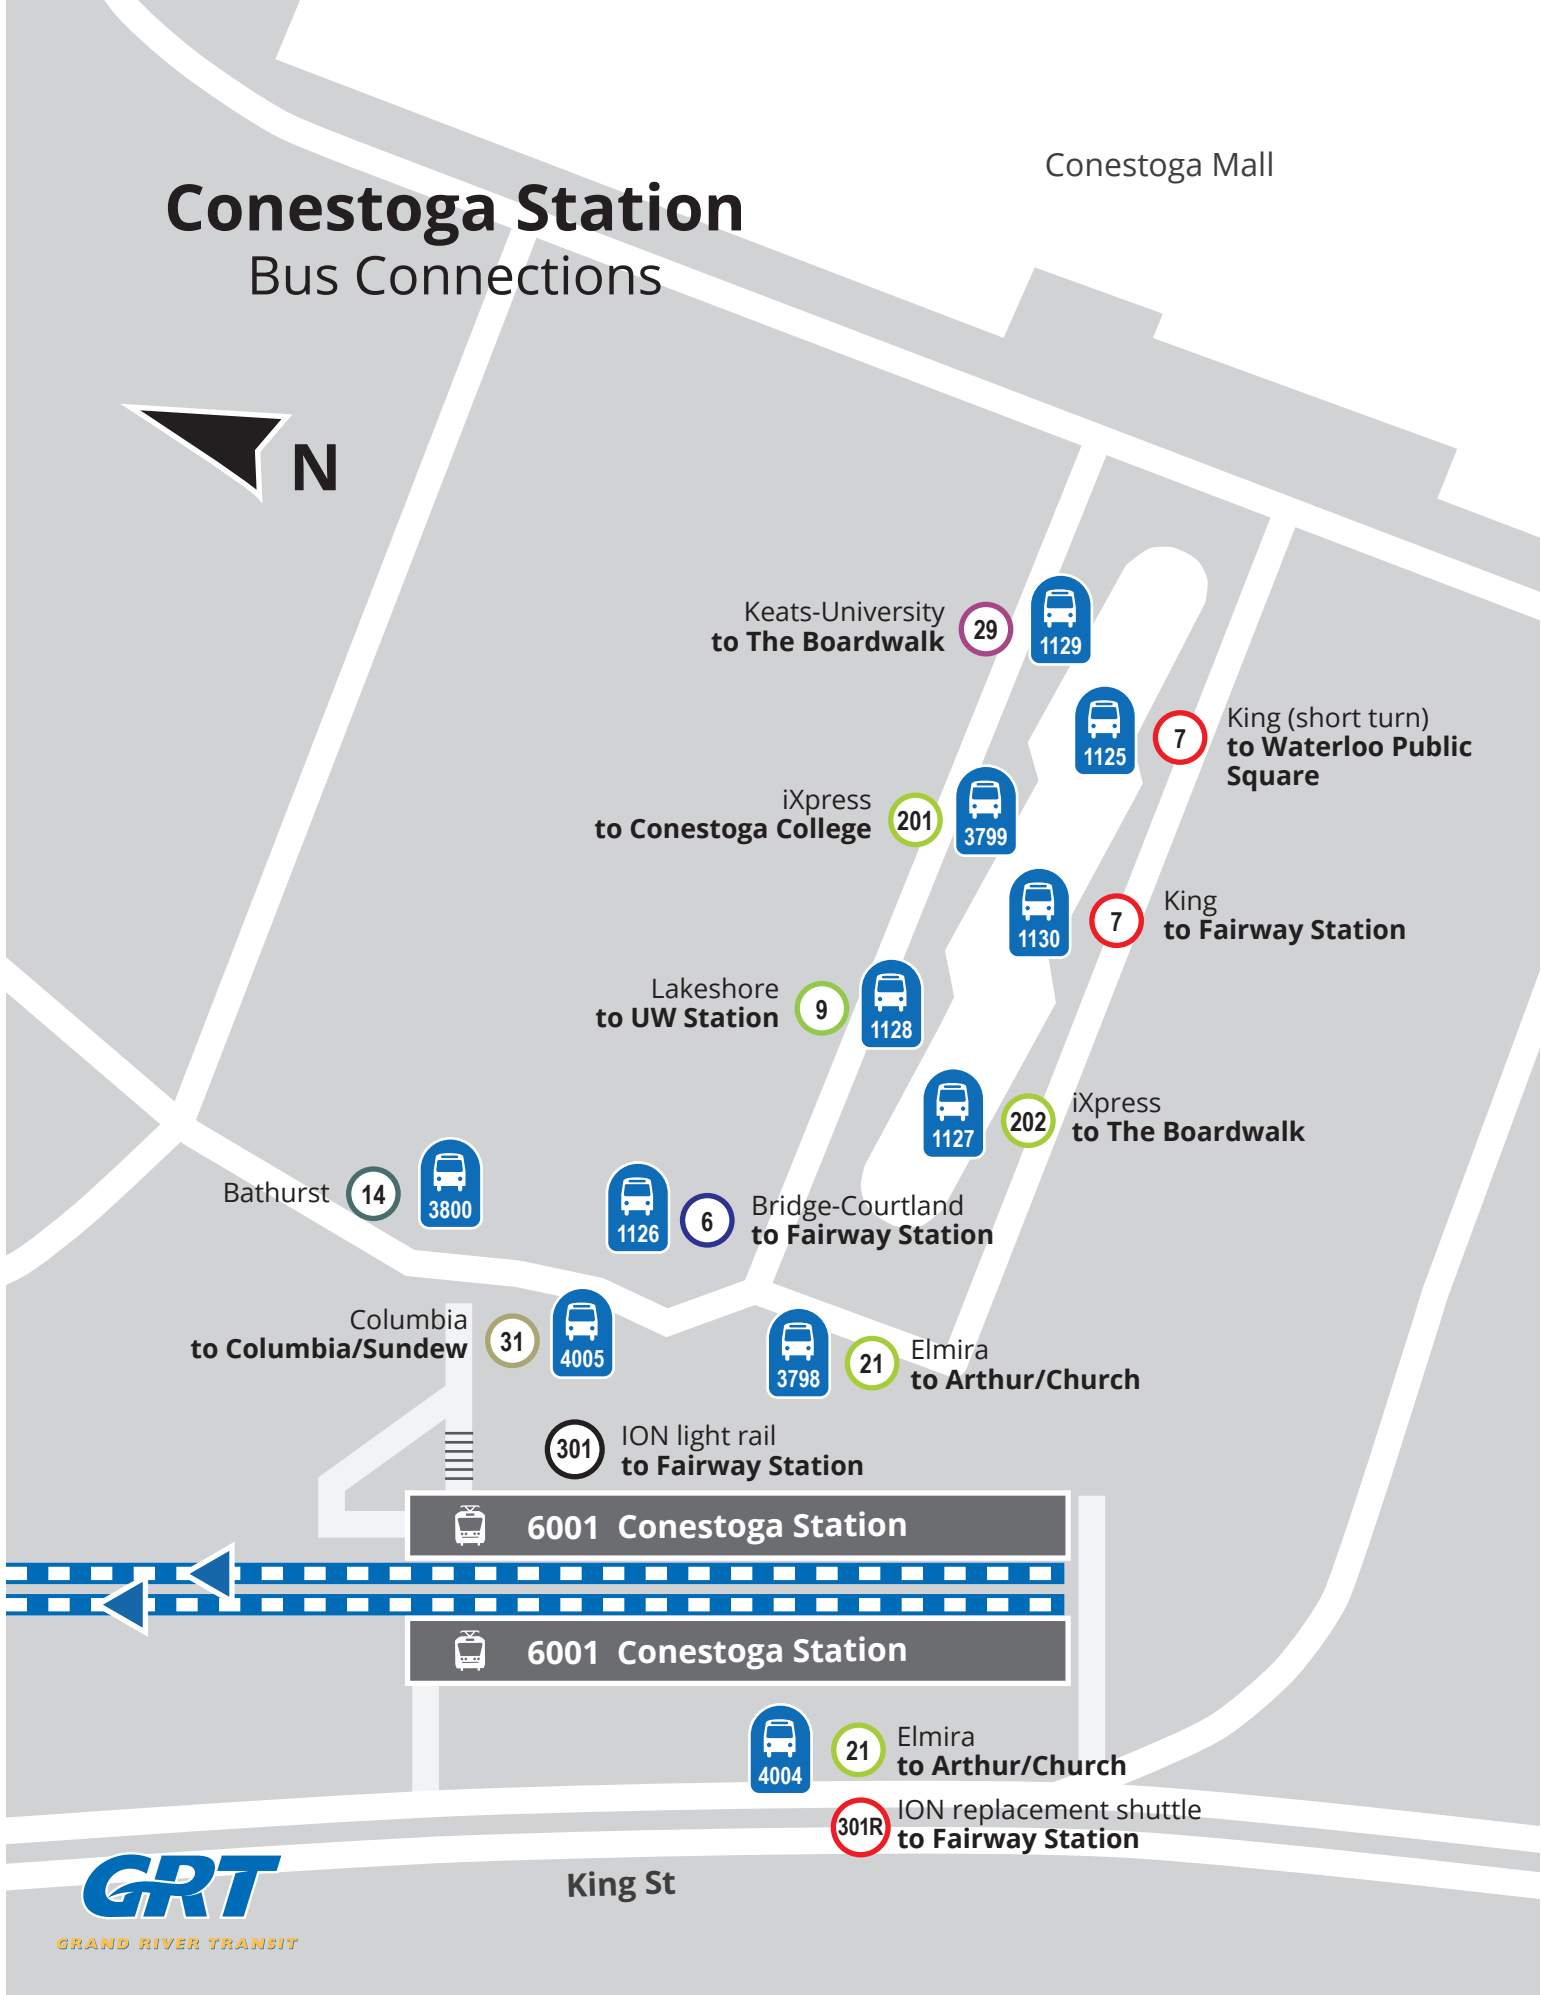 Conestoga Mall
Conestoga Station
Bus Connections
N
Keats-University
to The Boardwalk
29
1129
1125
7
King (short turn)
to Waterloo Public
Square
iXpress
to Conestoga College
201
3799
1130
7
King
to Fairway Station
Lakeshore
to UW Station
9
1128
1127
202
iXpress
to The Boardwalk
Bathurst
14
3800
1126
6
Bridge-Courtland
to Fairway Station
Columbia
to Columbia/Sundew
31
4005
3798
21
Elmira
to Arthur/Church
301
ION light rail
to Fairway Station
6001 Conestoga Station
6001 Conestoga Station
4004
21
Elmira
to Arthur/Church
301R
ION replacement shuttle
to Fairway Station
King St
GRT
GRAND RIVER TRANSIT